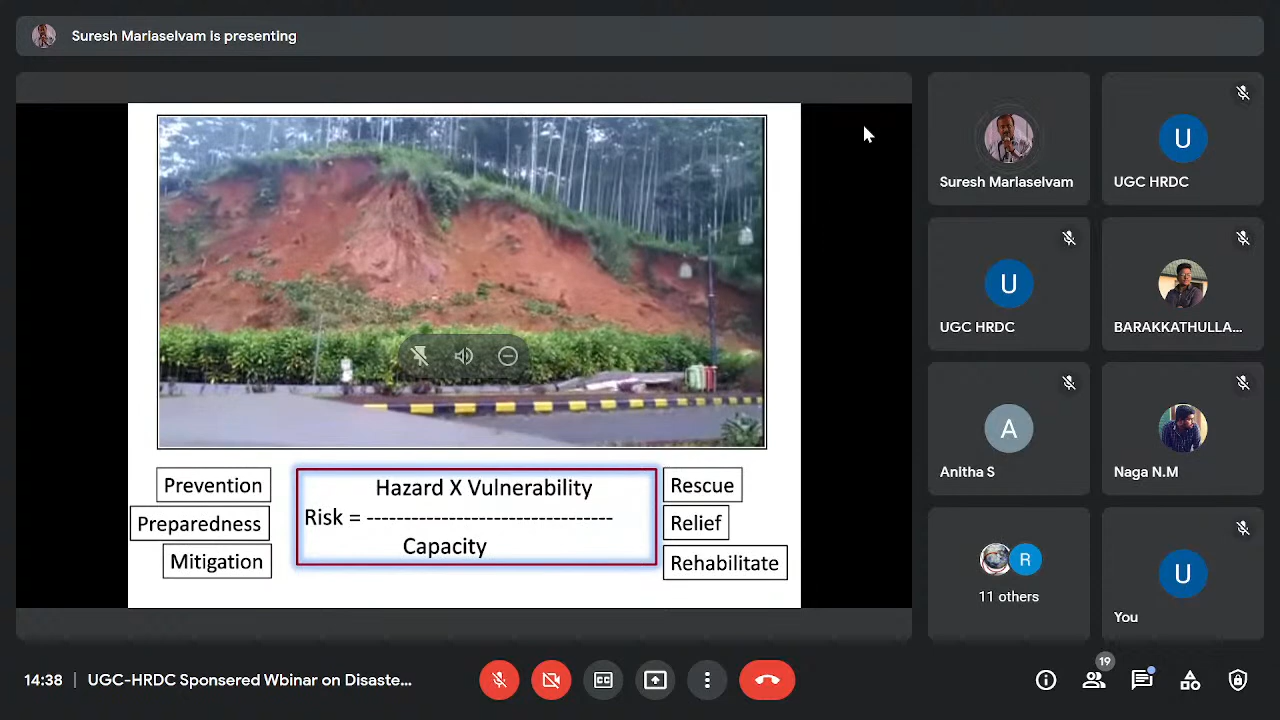 Suresh Mariaselvam is presenting
Suresh Mariaselvam
UGC HRDC
U
U
UGC HRDC
BARAKKATHULLA...
A
Anitha S
Naga N.M
R
11 others
U
You
Prevention
Preparedness
Mitigation
Hazard X Vulnerability
Risk = ---------------------------------
Capacity
Rescue
Relief
Rehabilitate
14:38 | UGC-HRDC Sponsered Wbinar on Disaste...
19